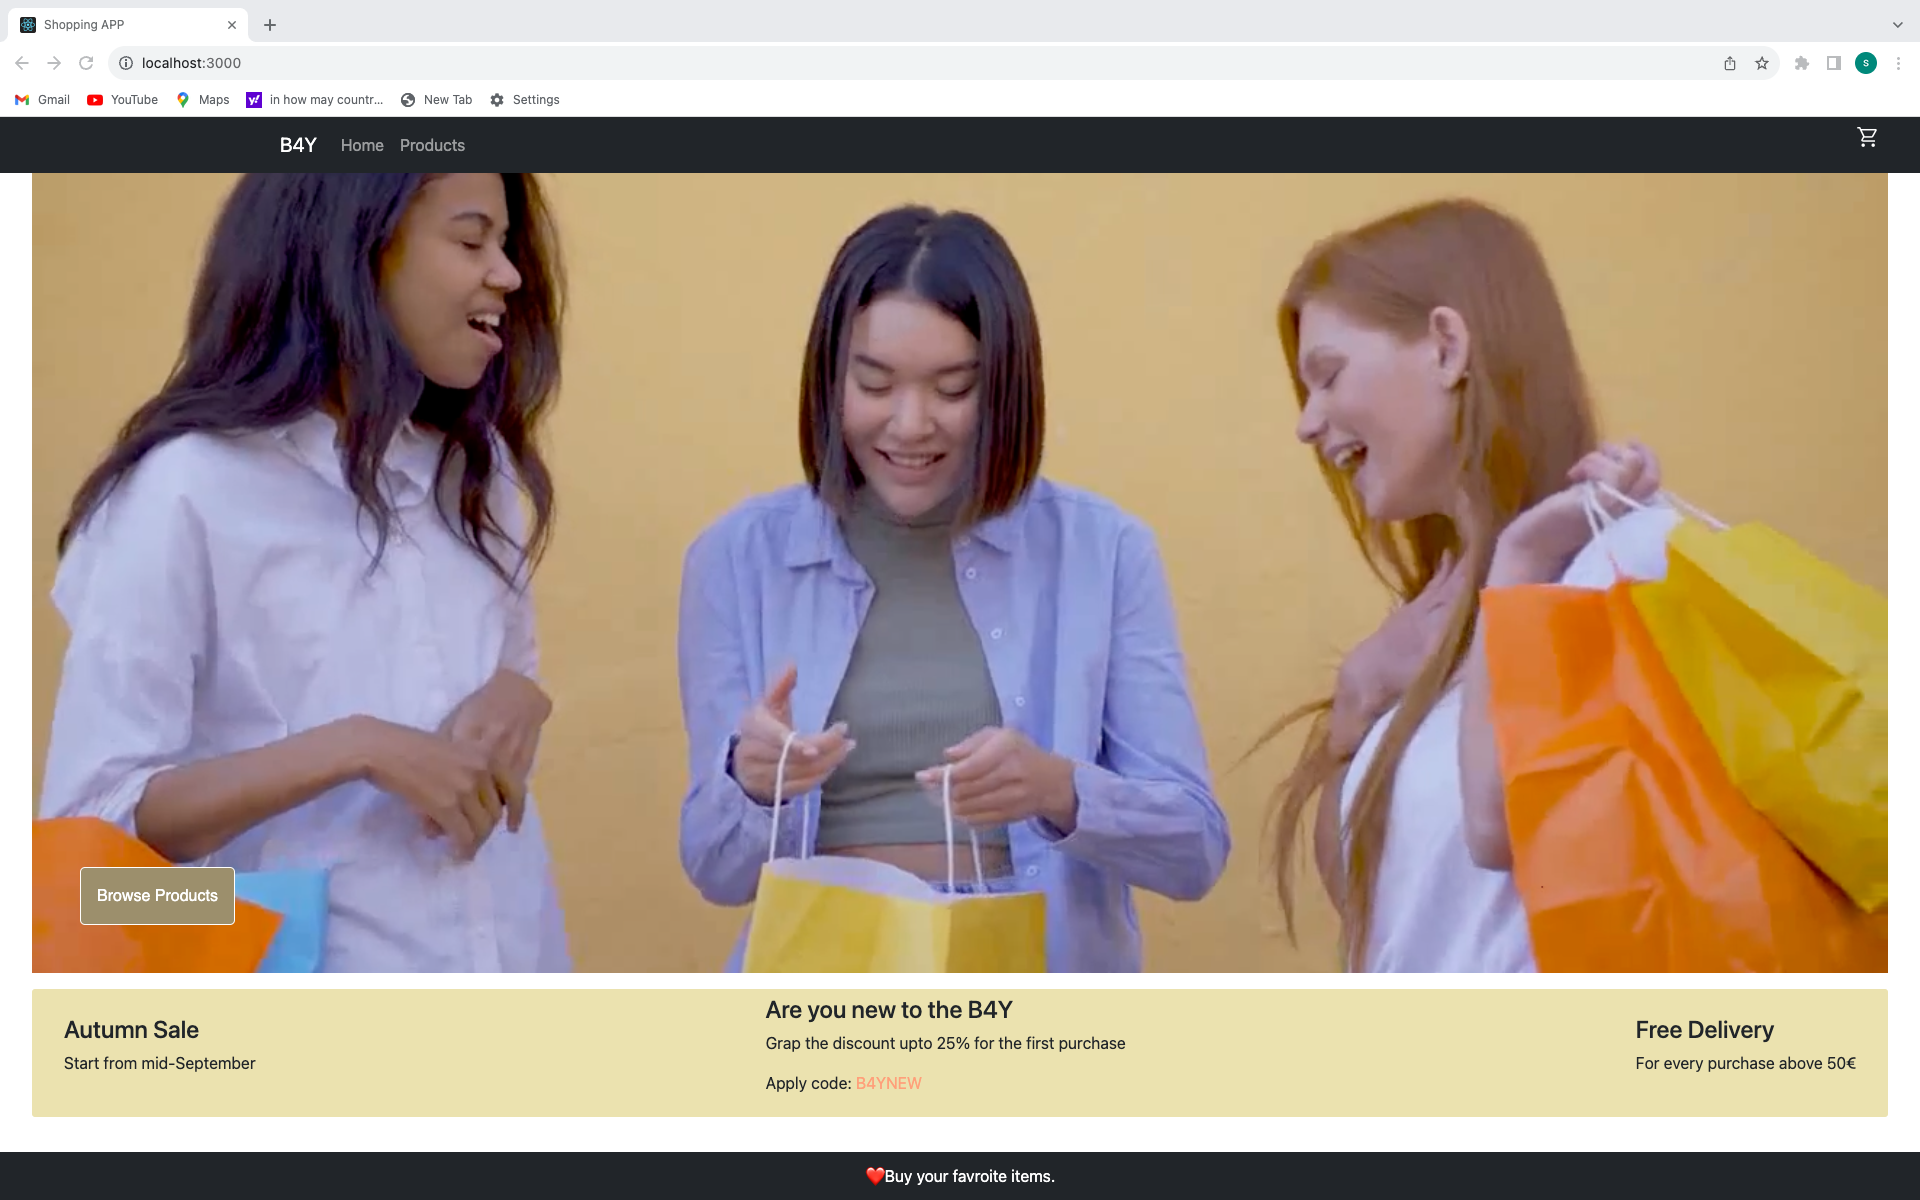 Shopping APP
localhost:3000
s
Gmail YouTube Maps y! in how may countr... New Tab Settings
B4Y Home Products
Browse Products
Autumn Sale
Start from mid-September
Are you new to the B4Y
Grap the discount upto 25% for the first purchase
Apply code: B4YNEW
Free Delivery
For every purchase above 50€
❤️Buy your favroite items.